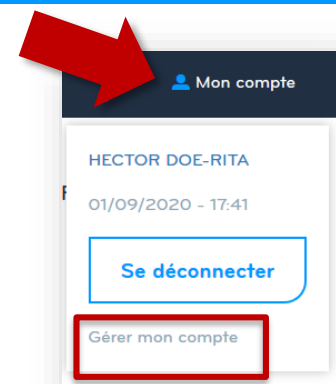 Mon compte
HECTOR DOE-RITA
01/09/2020 - 17:41
Se déconnecter
Gérer mon compte